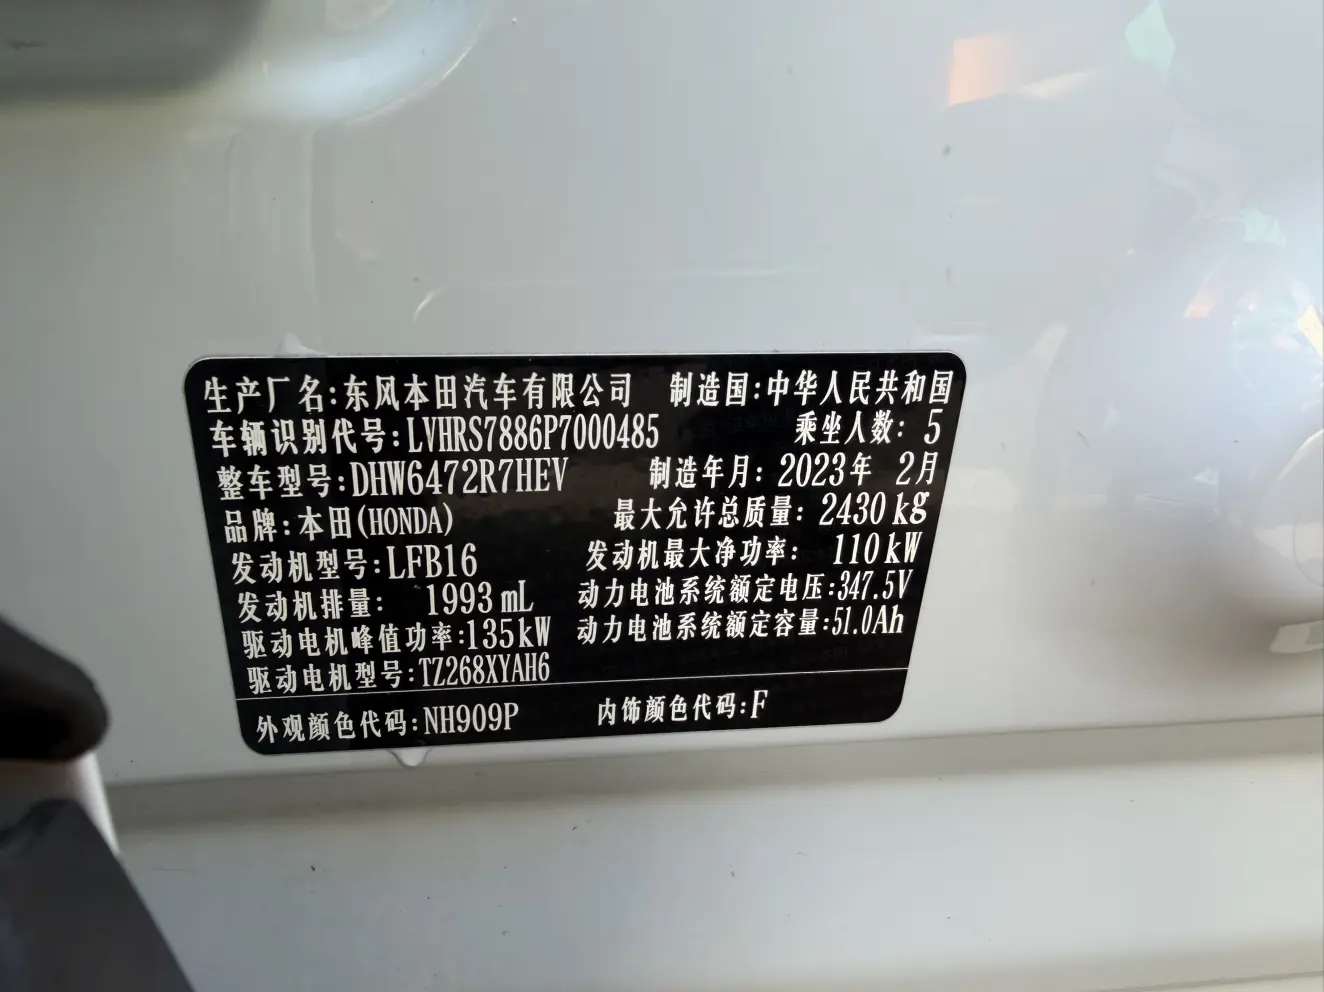 生产厂名:东风本田汽车有限公司 制造国:中华人民共和国
车辆识别代号:LVHRS7886P7000485 乘坐人数: 5
整车型号:DHW6472R7HEV 制造年月: 2023年 2月
品牌:本田(HONDA) 最大允许总质量: 2430 kg
发动机型号:LFB16 发动机最大净功率: 110 kW
发动机排量: 1993 mL 动力电池系统额定电压:347.5V
驱动电机峰值功率:135kW 动力电池系统额定容量:51.0Ah
驱动电机型号:TZ268XYAH6
外观颜色代码:NH909P 内饰颜色代码:F